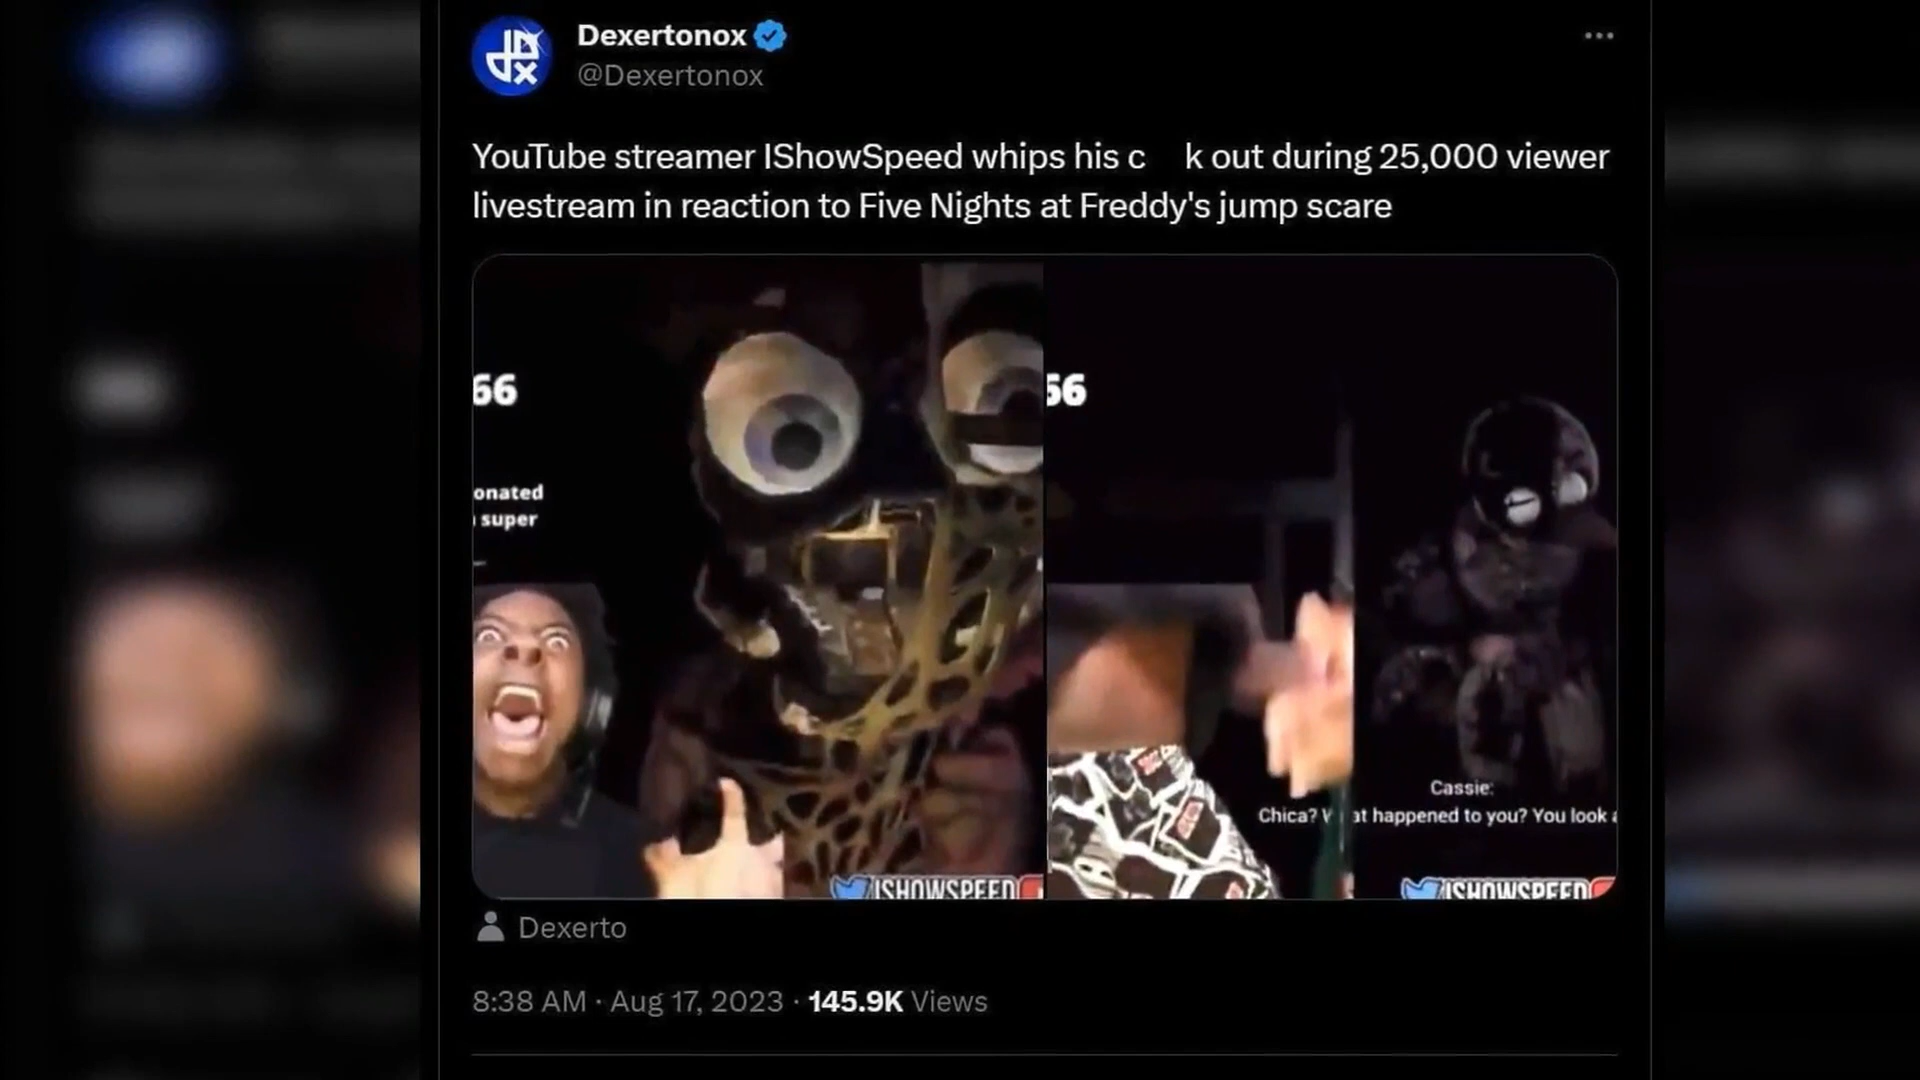 Dexertonox
@Dexertonox
YouTube streamer IShowSpeed whips his c k out during 25,000 viewer
livestream in reaction to Five Nights at Freddy's jump scare
66
onated
super
ISHOWSPEED
66
Cassie:
Chica? W at happened to you? You look
ISHOWSPEED
Dexerto
8:38 AM · Aug 17, 2023 · 145.9K Views